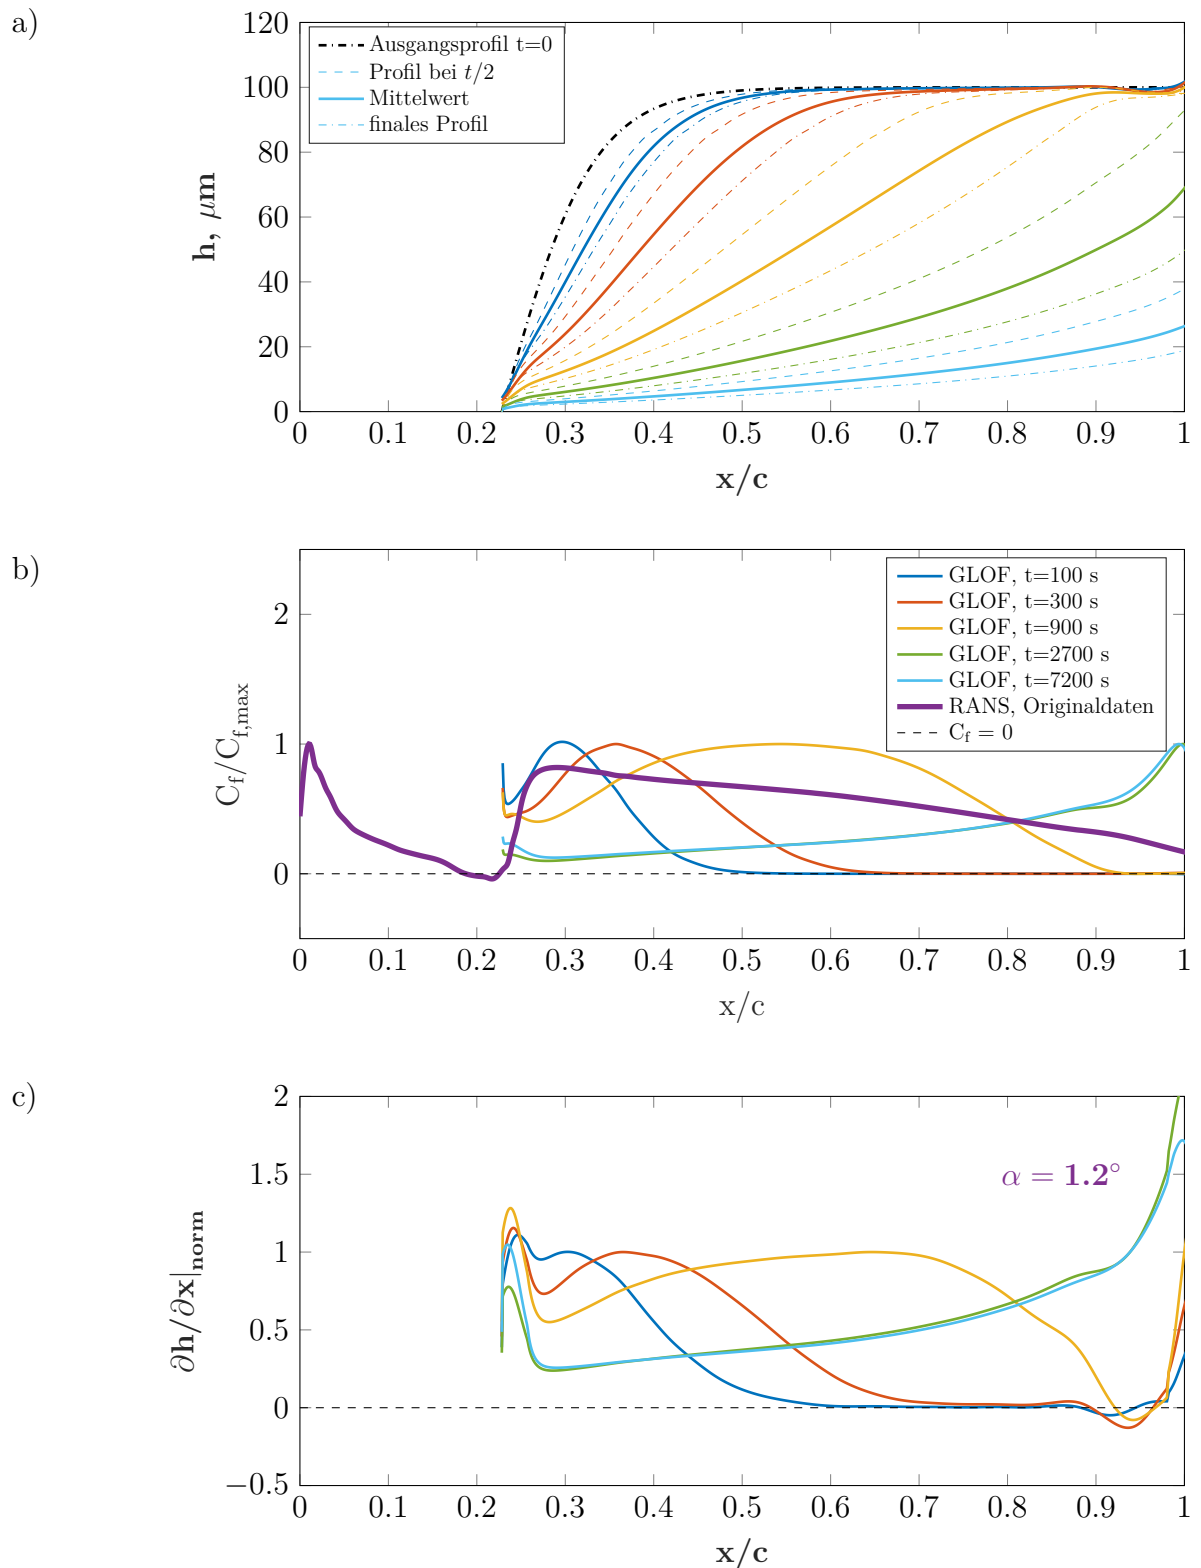 a)
120
100
80
60
40
20
0
h, μm
Ausgangsprofil t=0
Profil bei t/2
Mittelwert
finales Profil
0 0.1 0.2 0.3 0.4 0.5 0.6 0.7 0.8 0.9 1
x/c
b)
2
1
0
C_f/C_f,max
GLOF, t=100 s
GLOF, t=300 s
GLOF, t=900 s
GLOF, t=2700 s
GLOF, t=7200 s
RANS, Originaldaten
C_f = 0
0 0.1 0.2 0.3 0.4 0.5 0.6 0.7 0.8 0.9 1
x/c
c)
2
1.5
1
0.5
0
−0.5
∂h/∂x|norm
α = 1.2°
0 0.1 0.2 0.3 0.4 0.5 0.6 0.7 0.8 0.9 1
x/c